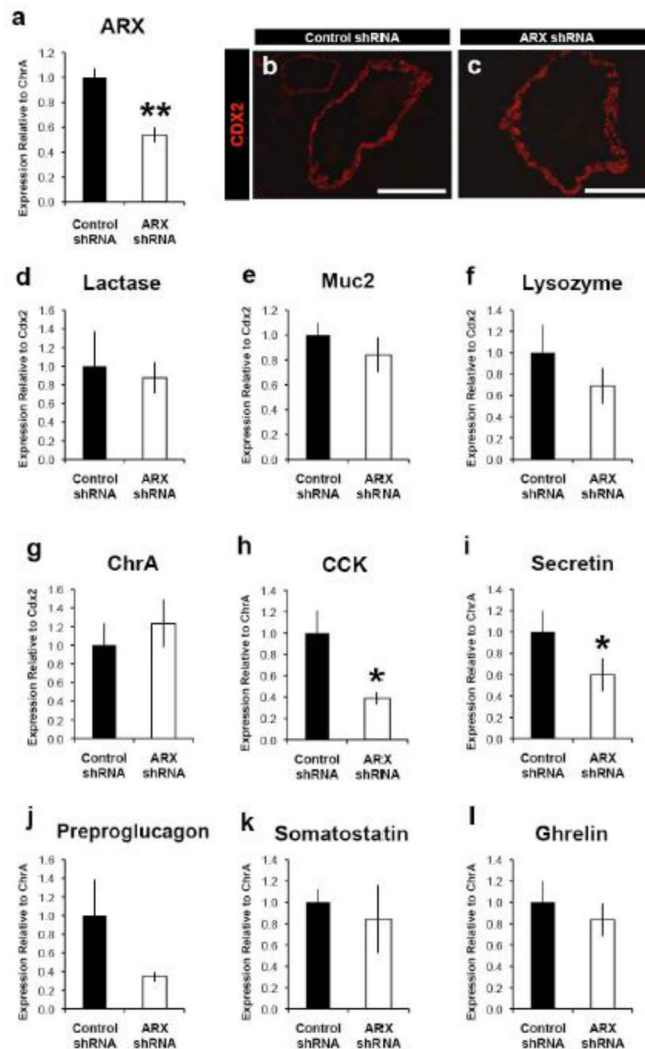 a
ARX
Expression Relative to ChrA
1.2
1.0
0.8
0.6
0.4
0.2
0.0
**
Control shRNA
ARX shRNA
Control shRNA
ARX shRNA
CDX2
b
c
d
Lactase
Expression Relative to Cdx2
1.6
1.4
1.2
1.0
0.8
0.6
0.4
0.2
0.0
Control shRNA
ARX shRNA
e
Muc2
Expression Relative to Cdx2
1.2
1.0
0.8
0.6
0.4
0.2
0.0
Control shRNA
ARX shRNA
f
Lysozyme
Expression Relative to Cdx2
1.4
1.2
1.0
0.8
0.6
0.4
0.2
0.0
Control shRNA
ARX shRNA
g
ChrA
Expression Relative to Cdx2
1.6
1.4
1.2
1.0
0.8
0.6
0.4
0.2
0.0
Control shRNA
ARX shRNA
h
CCK
Expression Relative to ChrA
1.4
1.2
1.0
0.8
0.6
0.4
0.2
0.0
*
Control shRNA
ARX shRNA
i
Secretin
Expression Relative to ChrA
1.4
1.2
1.0
0.8
0.6
0.4
0.2
0.0
*
Control shRNA
ARX shRNA
j
Preproglucagon
Expression Relative to ChrA
1.6
1.4
1.2
1.0
0.8
0.6
0.4
0.2
0.0
Control shRNA
ARX shRNA
k
Somatostatin
Expression Relative to ChrA
1.4
1.2
1.0
0.8
0.6
0.4
0.2
0.0
Control shRNA
ARX shRNA
l
Ghrelin
Expression Relative to ChrA
1.4
1.2
1.0
0.8
0.6
0.4
0.2
0.0
Control shRNA
ARX shRNA